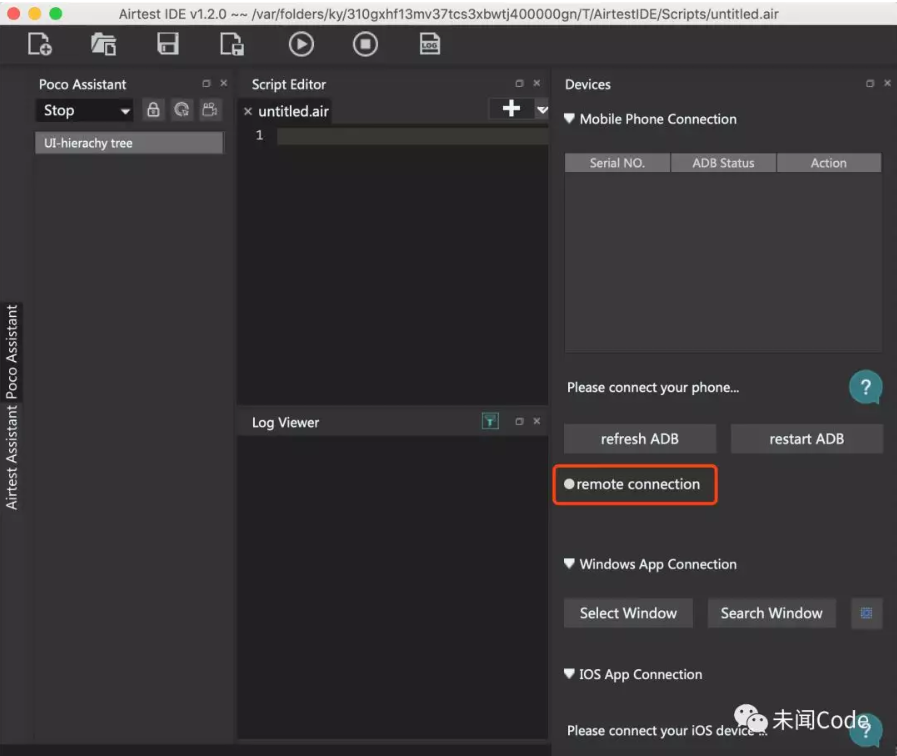 Airtest IDE v1.2.0 ~~ /var/folders/ky/310gxhf13mv37tcs3xbwtj400000gn/T/AirtestIDE/Scripts/untitled.air
LOG
Poco Assistant
Stop
UI-hierachy tree
Poco Assistant
Airtest Assistant
Script Editor
untitled.air
1
Log Viewer
Devices
Mobile Phone Connection
Serial NO. ADB Status Action
Please connect your phone... ?
refresh ADB restart ADB
remote connection
Windows App Connection
Select Window Search Window
IOS App Connection
Please connect your iOS device... ?
未闻Code